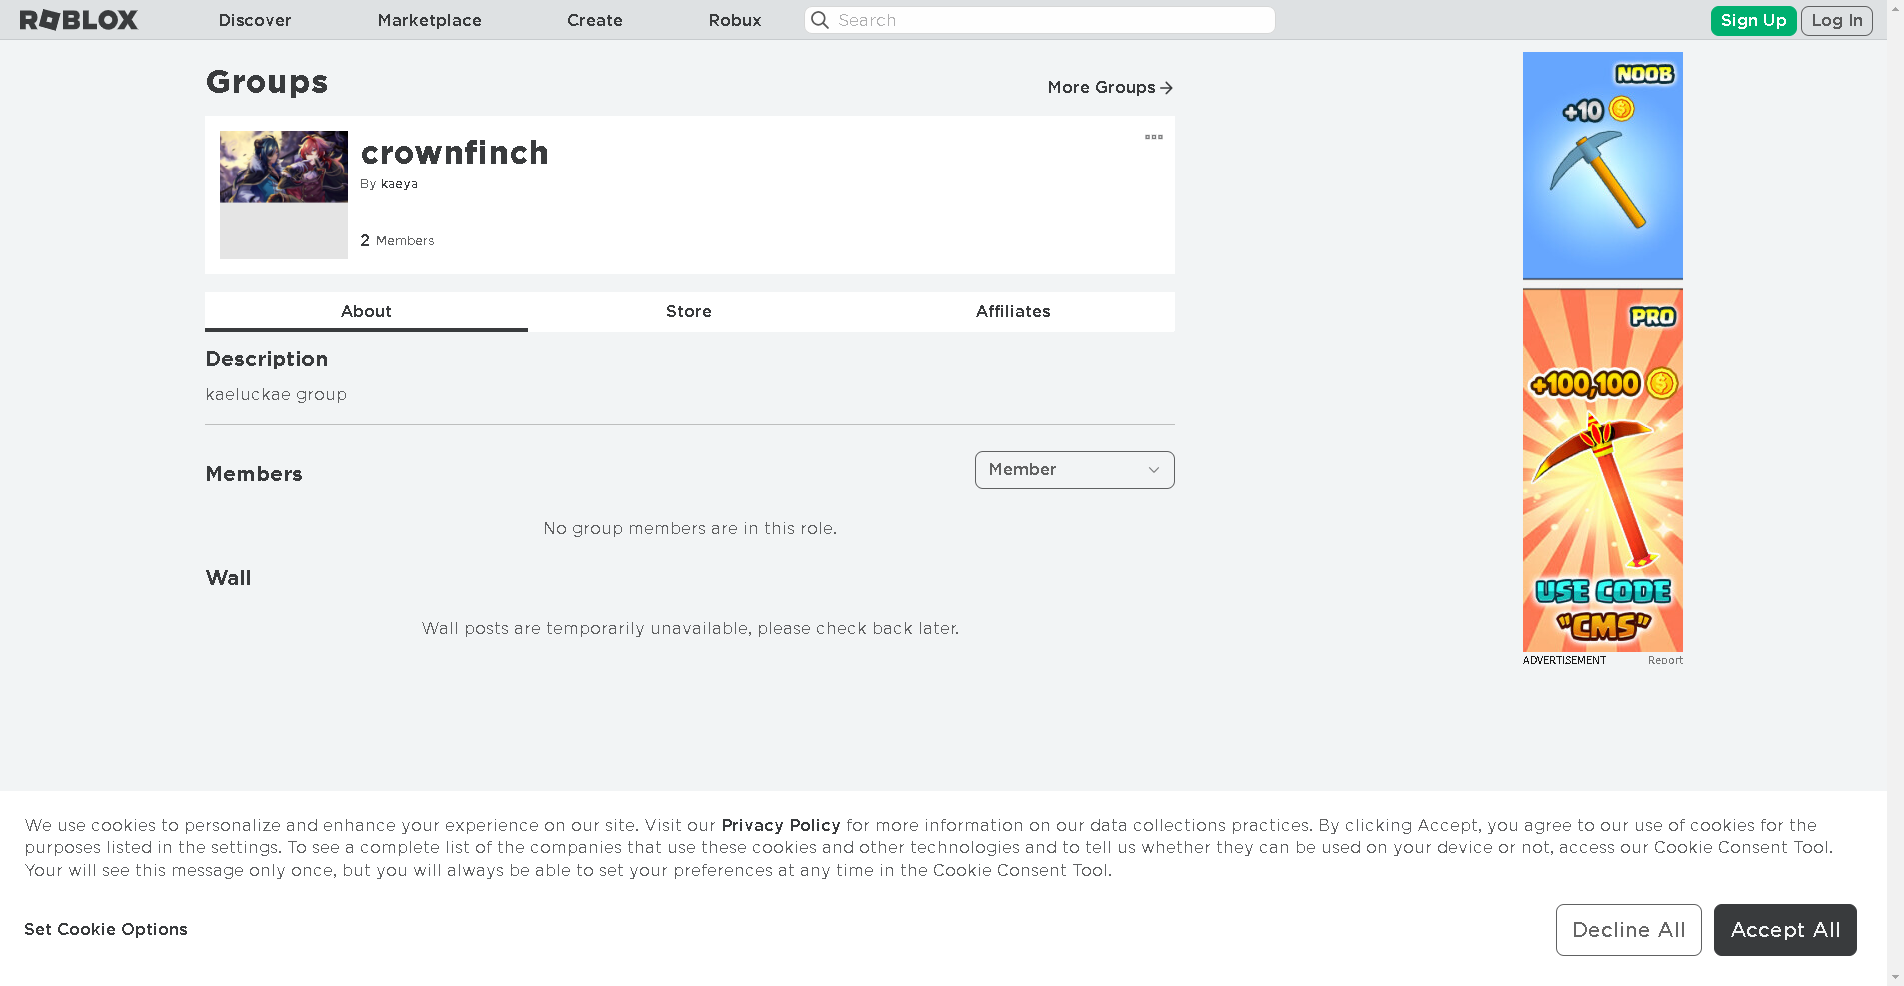 ROBLOX
Discover
Marketplace
Create
Robux
Search
Sign Up
Log In
Groups
More Groups
crownfinch
By kaeya
2 Members
About
Store
Affiliates
Description
kaeluckae group
Members
Member
No group members are in this role.
Wall
Wall posts are temporarily unavailable, please check back later.
NOOB
+10
PRO
+100,100
USE CODE
"CMS"
ADVERTISEMENT
Report
We use cookies to personalize and enhance your experience on our site. Visit our Privacy Policy for more information on our data collections practices. By clicking Accept, you agree to our use of cookies for the
purposes listed in the settings. To see a complete list of the companies that use these cookies and other technologies and to tell us whether they can be used on your device or not, access our Cookie Consent Tool.
Your will see this message only once, but you will always be able to set your preferences at any time in the Cookie Consent Tool.
Set Cookie Options
Decline All
Accept All